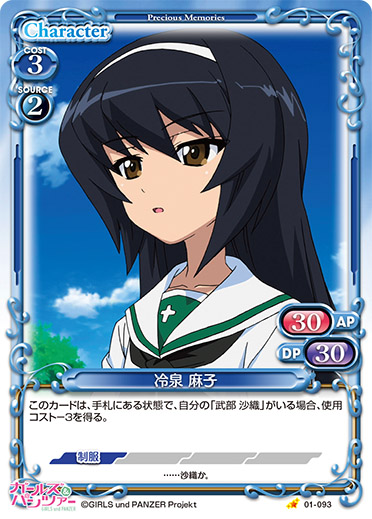 Precious Memories
Character
COST
3
SOURCE
2
30 AP
DP 30
冷泉 麻子
このカードは、手札にある状態で、自分の「武部 沙織」がいる場合、使用
コスト－3を得る。
制服
……沙織か。
ガールズ&パンツァー
GIRLS und PANZER
©GIRLS und PANZER Projekt
01-093